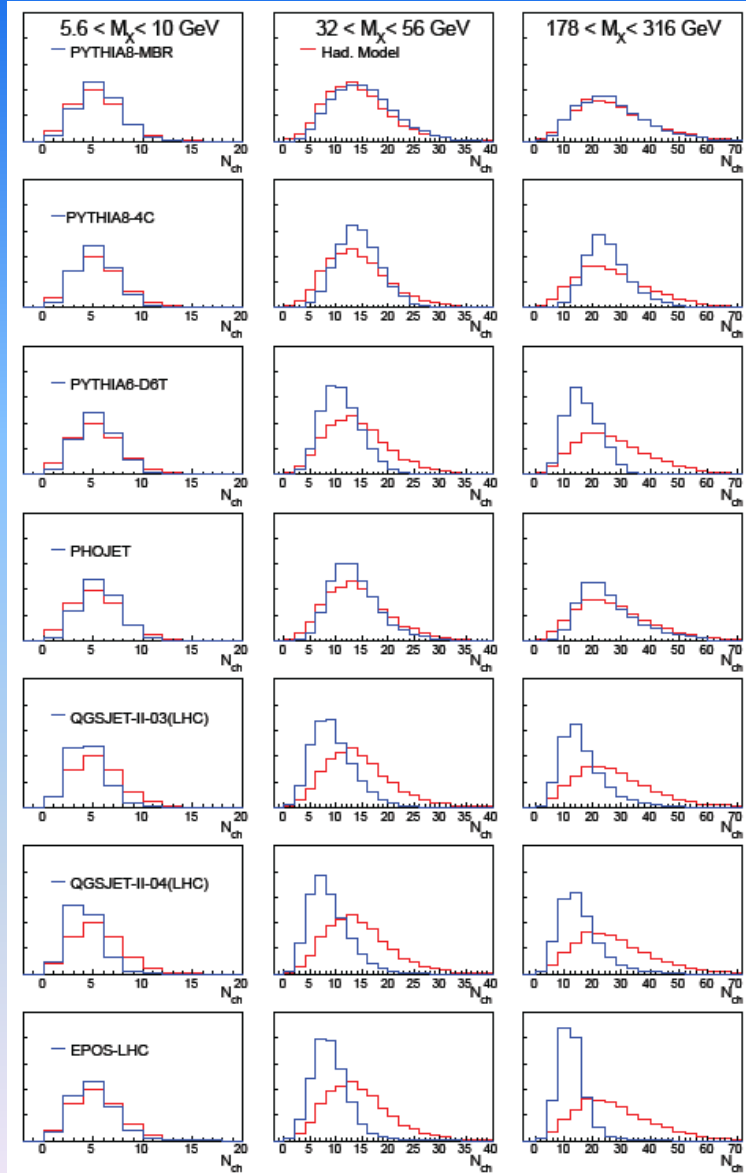 5.6 < M_X < 10 GeV 32 < M_X < 56 GeV 178 < M_X < 316 GeV
PYTHIA8-MBR Had. Model
0 5 10 15 20 0 5 10 15 20 25 30 35 40 0 10 20 30 40 50 60 70
N_ch N_ch N_ch
PYTHIA8-4C
0 5 10 15 20 0 5 10 15 20 25 30 35 40 0 10 20 30 40 50 60 70
N_ch N_ch N_ch
PYTHIA6-D6T
0 5 10 15 20 0 5 10 15 20 25 30 35 40 0 10 20 30 40 50 60 70
N_ch N_ch N_ch
PHOJET
0 5 10 15 20 0 5 10 15 20 25 30 35 40 0 10 20 30 40 50 60 70
N_ch N_ch N_ch
QGSJET-II-03(LHC)
0 5 10 15 20 0 5 10 15 20 25 30 35 40 0 10 20 30 40 50 60 70
N_ch N_ch N_ch
QGSJET-II-04(LHC)
0 5 10 15 20 0 5 10 15 20 25 30 35 40 0 10 20 30 40 50 60 70
N_ch N_ch N_ch
EPOS-LHC
0 5 10 15 20 0 5 10 15 20 25 30 35 40 0 10 20 30 40 50 60 70
N_ch N_ch N_ch